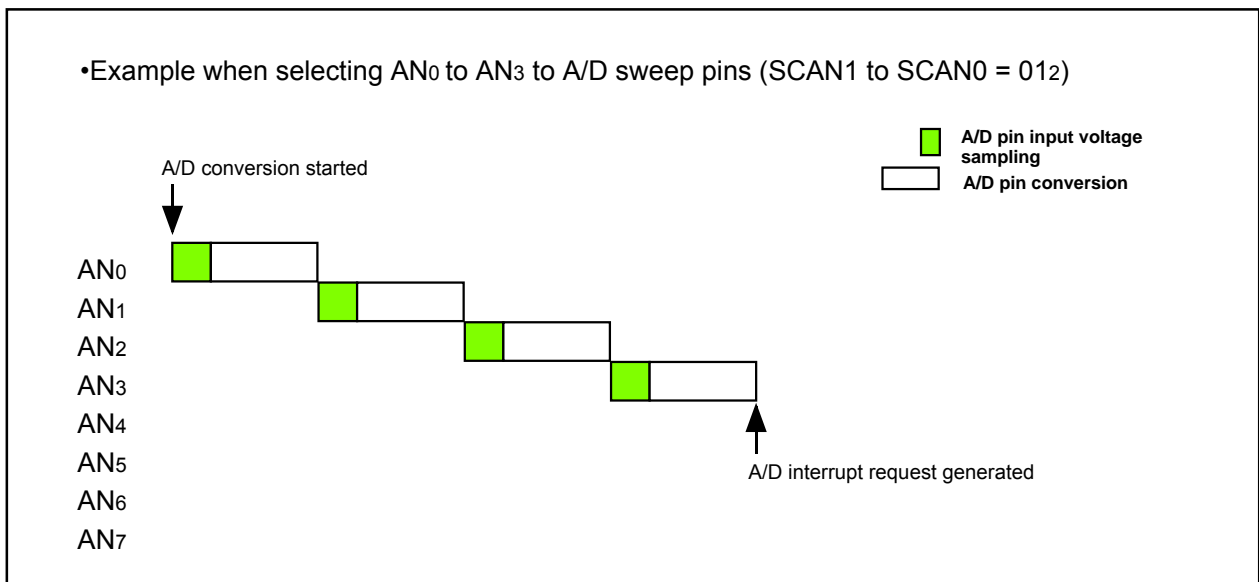 •Example when selecting AN0 to AN3 to A/D sweep pins (SCAN1 to SCAN0 = 012)
A/D pin input voltage
sampling
A/D conversion started
A/D pin conversion
AN0
AN1
AN2
AN3
AN4
A/D interrupt request generated
AN5
AN6
AN7